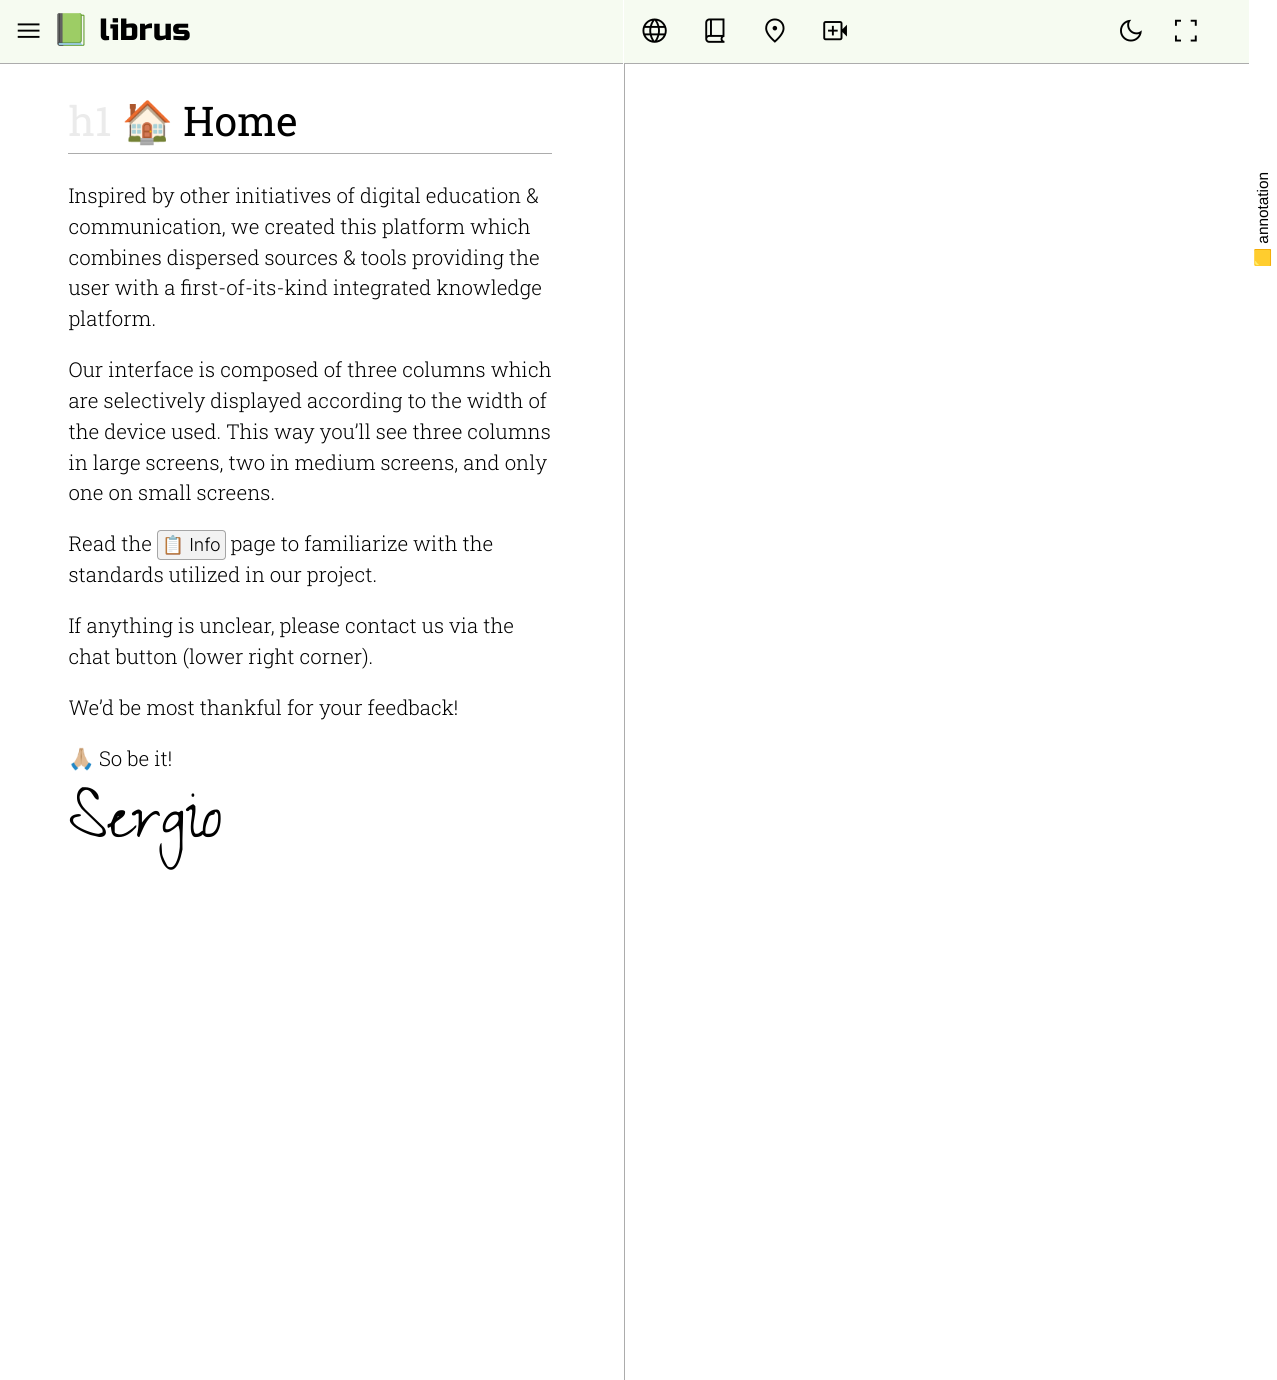 librus
h1 🏠 Home
Inspired by other initiatives of digital education &
communication, we created this platform which
combines dispersed sources & tools providing the
user with a first-of-its-kind integrated knowledge
platform.
Our interface is composed of three columns which
are selectively displayed according to the width of
the device used. This way you’ll see three columns
in large screens, two in medium screens, and only
one on small screens.
Read the 📋 Info page to familiarize with the
standards utilized in our project.
If anything is unclear, please contact us via the
chat button (lower right corner).
We’d be most thankful for your feedback!
🙏🏼 So be it!
Sergio
annotation